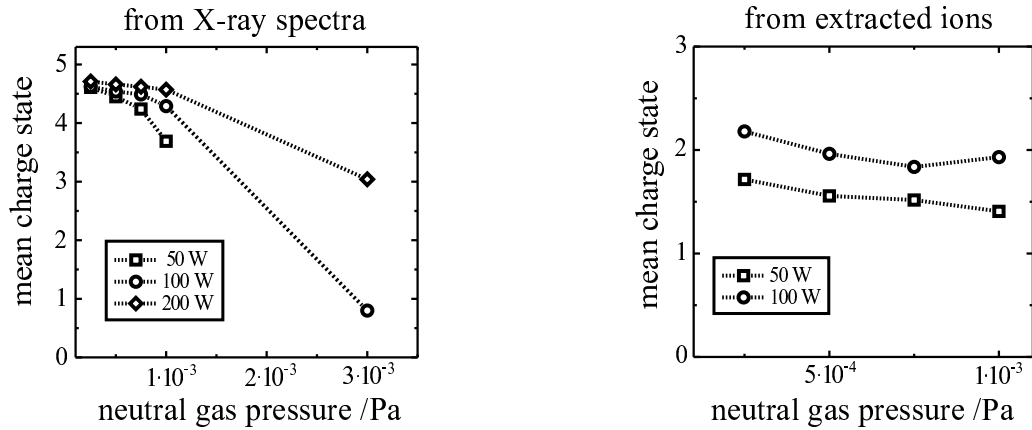 from X-ray spectra
mean charge state
5
4
3
2
1
0
50 W
100 W
200 W
1·10⁻³ 2·10⁻³ 3·10⁻³
neutral gas pressure /Pa
from extracted ions
mean charge state
3
2
1
0
50 W
100 W
5·10⁻⁴ 1·10⁻³
neutral gas pressure /Pa